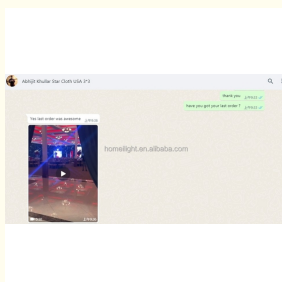 Abhijit Khullar Star Cloth USA 3*3
thank you
have you got your last order ?
Yes last order was awesome
homeilight.en.alibaba.com